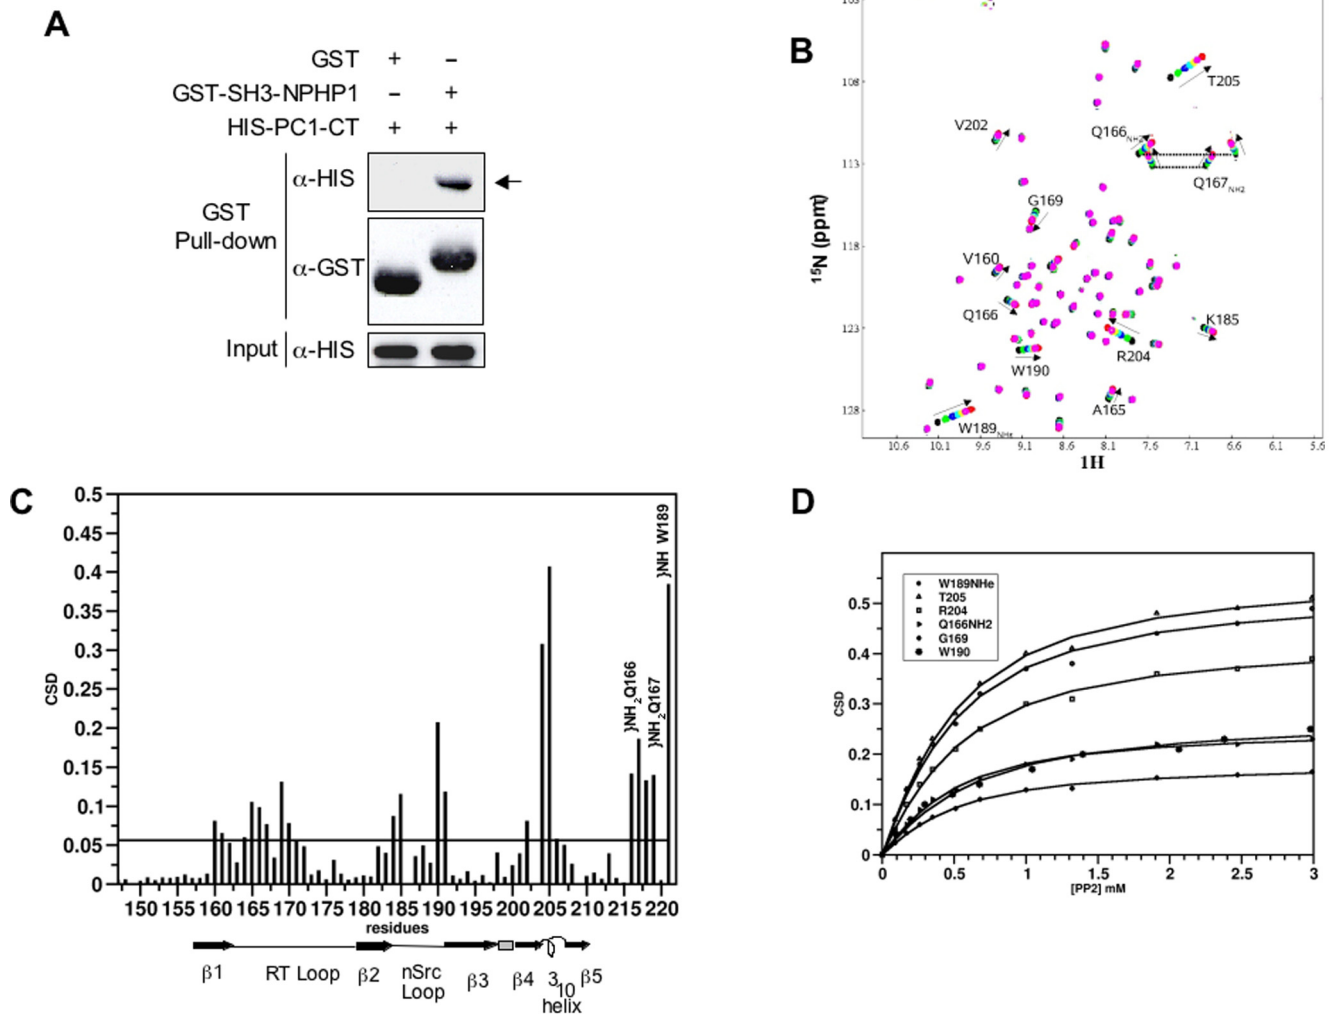 A
GST + –
GST-SH3-NPHP1 – +
HIS-PC1-CT + +
GST
Pull-down
α-HIS
α-GST
Input
α-HIS
B
15N (ppm)
108
113
118
123
128
T205
V202
Q166NH2
Q167NH2
G169
V160
Q166
K185
R204
W190
A165
W189NHε
10.6 10.1 9.6 9.1 8.6 8.1 7.6 7.1 6.6 6.1 5.6
1H
C
CSD
0.5
0.45
0.4
0.35
0.3
0.25
0.2
0.15
0.1
0.05
0
}NH2Q166
}NH2Q167
}NH W189
150 155 160 165 170 175 180 185 190 195 200 205 210 215 220
residues
β1 RT Loop β2 nSrc Loop β3 β4 310 helix β5
D
CSD
0.5
0.4
0.3
0.2
0.1
0
W189NHe
T205
R204
Q166NH2
G169
W190
0 0.5 1 1.5 2 2.5 3
[PP2] mM